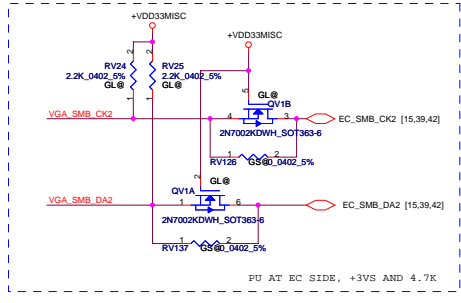 +VDD33MISC
+VDD33MISC
RV24
2.2K_0402_5%
GL@
RV25
2.2K_0402_5%
GL@
2
2
1
1
5
GL@
QV1B
VGA_SMB_CK2
4
3
EC_SMB_CK2 [15,39,42]
2N7002KDWH_SOT363-6
1
2
RV126
GS@0_0402_5%
2
GL@
QV1A
VGA_SMB_DA2
1
6
EC_SMB_DA2 [15,39,42]
2N7002KDWH_SOT363-6
1
2
RV137
GS@0_0402_5%
PU AT EC SIDE, +3VS AND 4.7K